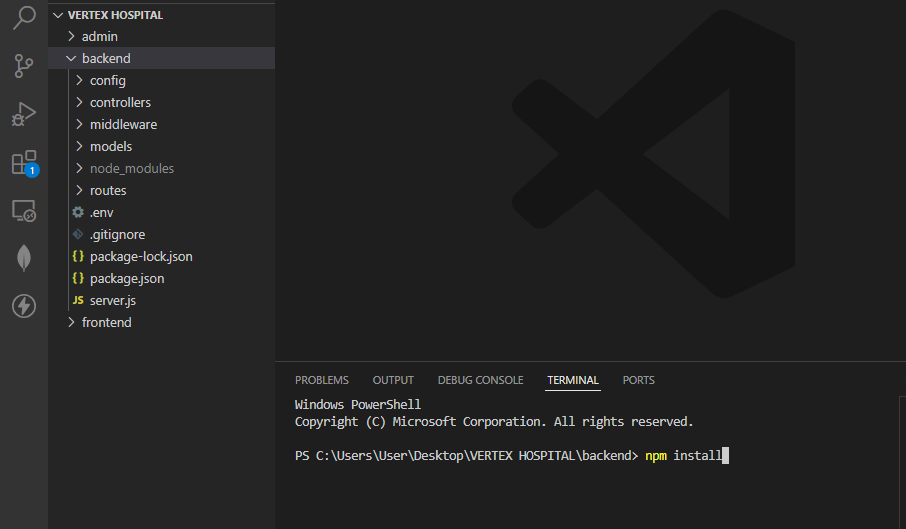 VERTEX HOSPITAL
admin
backend
config
controllers
middleware
models
node_modules
routes
.env
.gitignore
{} package-lock.json
{} package.json
JS server.js
frontend
1
PROBLEMS OUTPUT DEBUG CONSOLE TERMINAL PORTS
Windows PowerShell
Copyright (C) Microsoft Corporation. All rights reserved.
PS C:\Users\User\Desktop\VERTEX HOSPITAL\backend> npm install